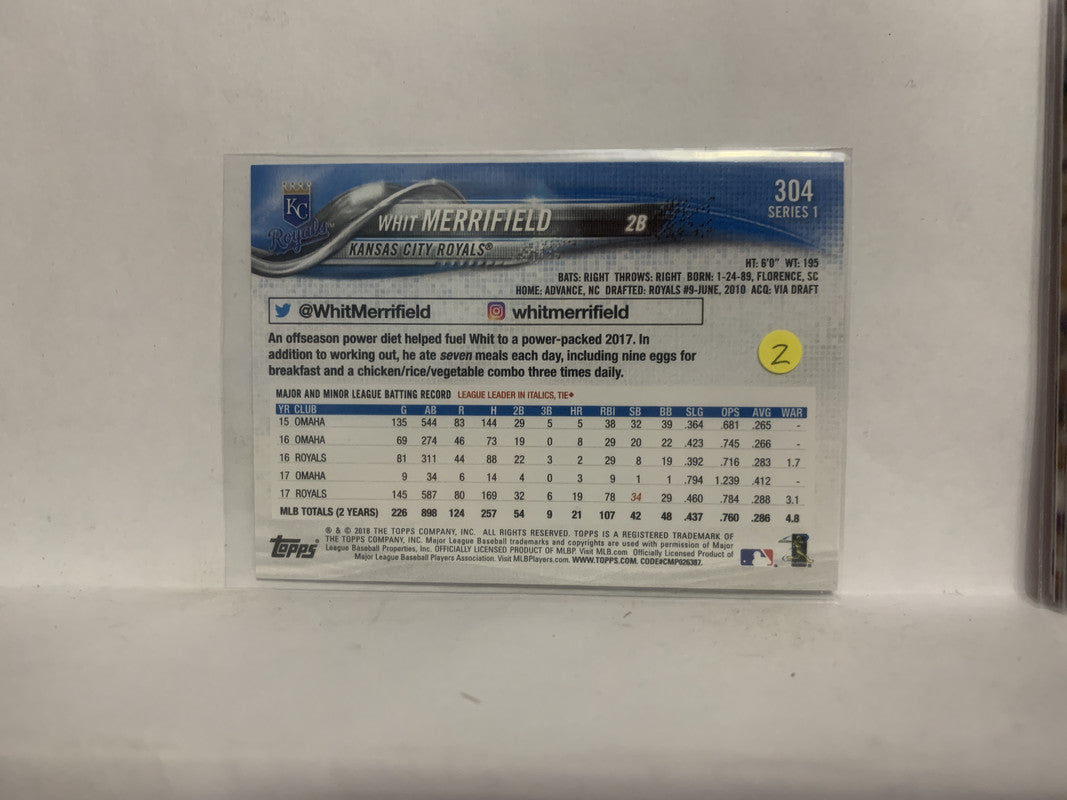 KC
Royals™
WHIT MERRIFIELD 2B
KANSAS CITY ROYALS®
304
SERIES 1
HT: 6'0" WT: 195
BATS: RIGHT THROWS: RIGHT BORN: 1-24-89, FLORENCE, SC
HOME: ADVANCE, NC DRAFTED: ROYALS #9-JUNE, 2010 ACQ: VIA DRAFT
@WhitMerrifield whitmerrifield
An offseason power diet helped fuel Whit to a power-packed 2017. In
addition to working out, he ate seven meals each day, including nine eggs for
breakfast and a chicken/rice/vegetable combo three times daily.
2
MAJOR AND MINOR LEAGUE BATTING RECORD LEAGUE LEADER IN ITALICS, TIE◆
YR CLUB G AB R H 2B 3B HR RBI SB BB SLG OPS AVG WAR
15 OMAHA 135 544 83 144 29 5 5 38 32 39 .364 .681 .265 -
16 OMAHA 69 274 46 73 19 0 8 29 20 22 .423 .745 .266 -
16 ROYALS 81 311 44 88 22 3 2 29 8 19 .392 .716 .283 1.7
17 OMAHA 9 34 6 14 4 0 3 9 1 1 .794 1.239 .412 -
17 ROYALS 145 587 80 169 32 6 19 78 34 29 .460 .784 .288 3.1
MLB TOTALS (2 YEARS) 226 898 124 257 54 9 21 107 42 48 .437 .760 .286 4.8
Topps®
® & © 2018 THE TOPPS COMPANY, INC. ALL RIGHTS RESERVED. TOPPS IS A REGISTERED TRADEMARK OF
THE TOPPS COMPANY, INC. Major League Baseball trademarks and copyrights are used with permission of Major
League Baseball Properties, Inc. OFFICIALLY LICENSED PRODUCT OF MLBP. Visit MLB.com Officially Licensed Product of
Major League Baseball Players Association. Visit MLBPlayers.com. WWW.TOPPS.COM. CODE#CMP026387.